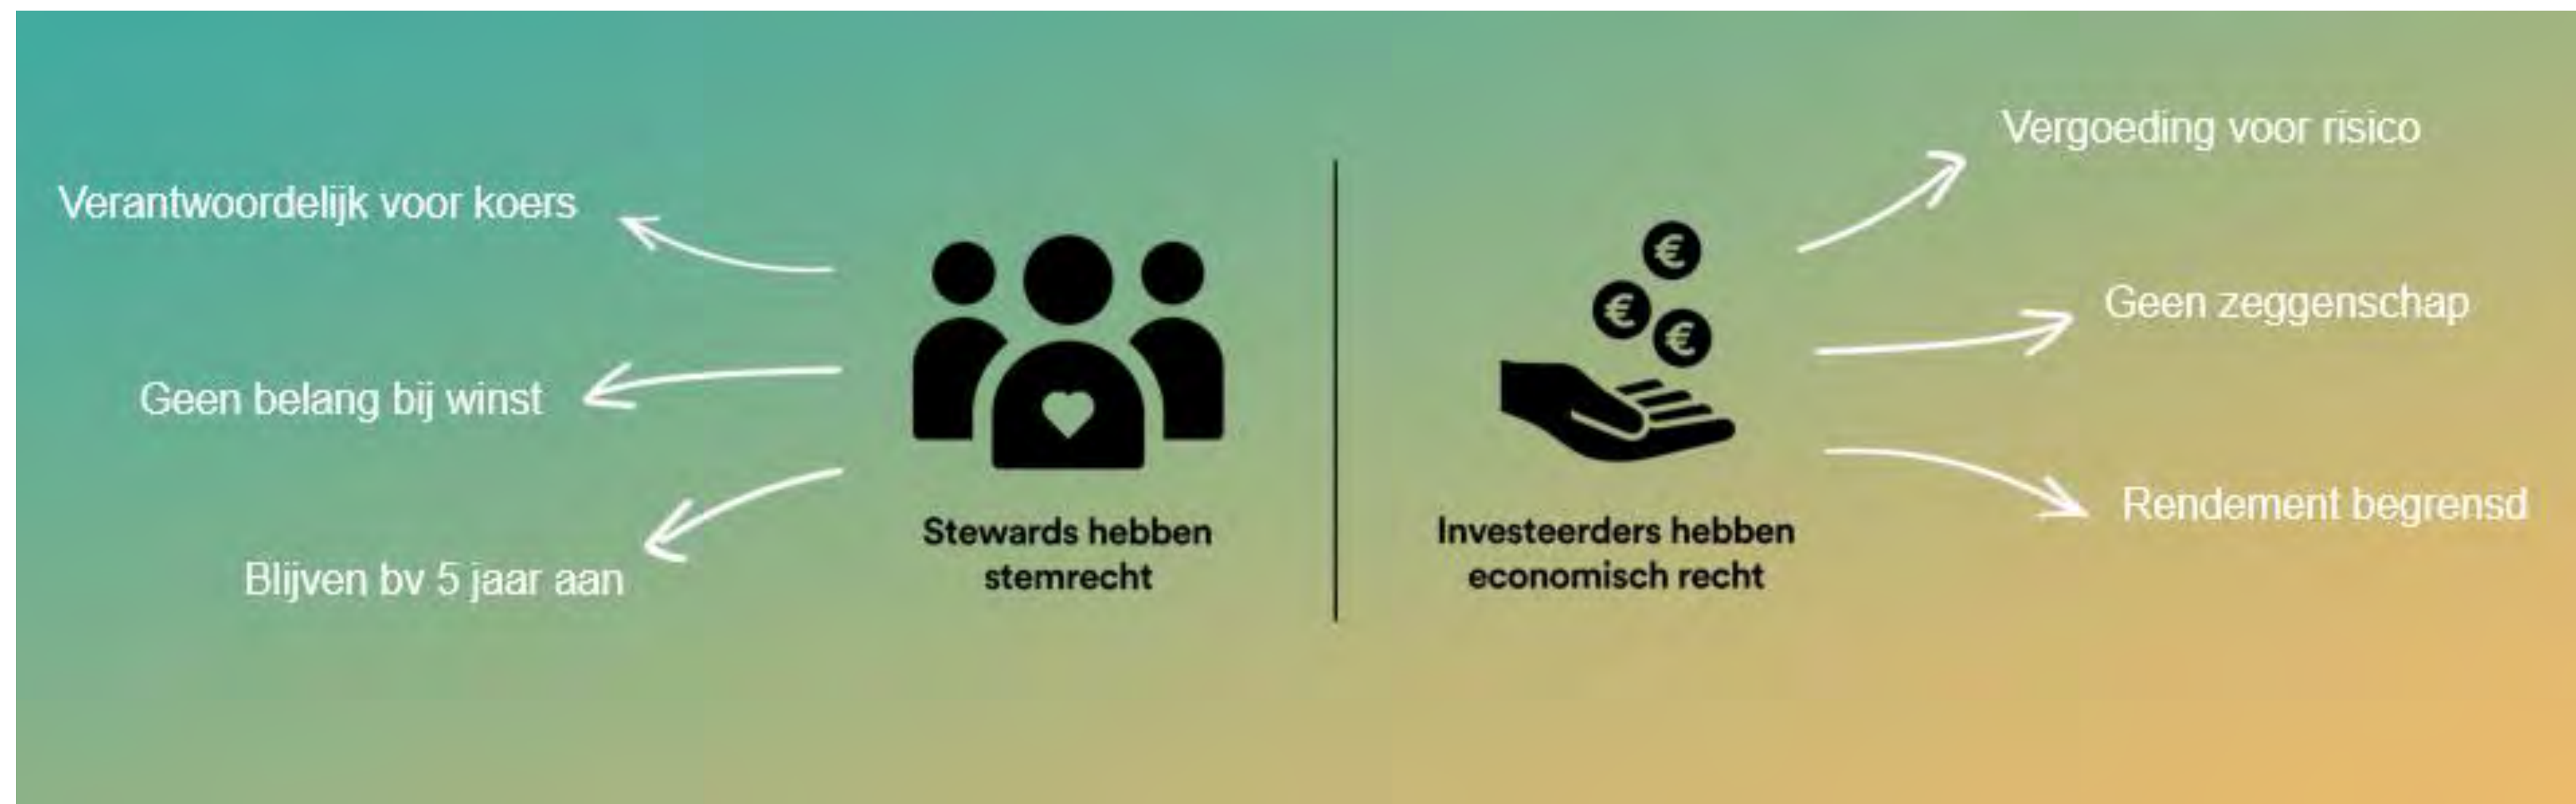 Verantwoordelijk voor koers
Geen belang bij winst
Blijven bv 5 jaar aan
Stewards hebben
stemrecht
€
€
€
Investeerders hebben
economisch recht
Vergoeding voor risico
Geen zeggenschap
Rendement begrensd